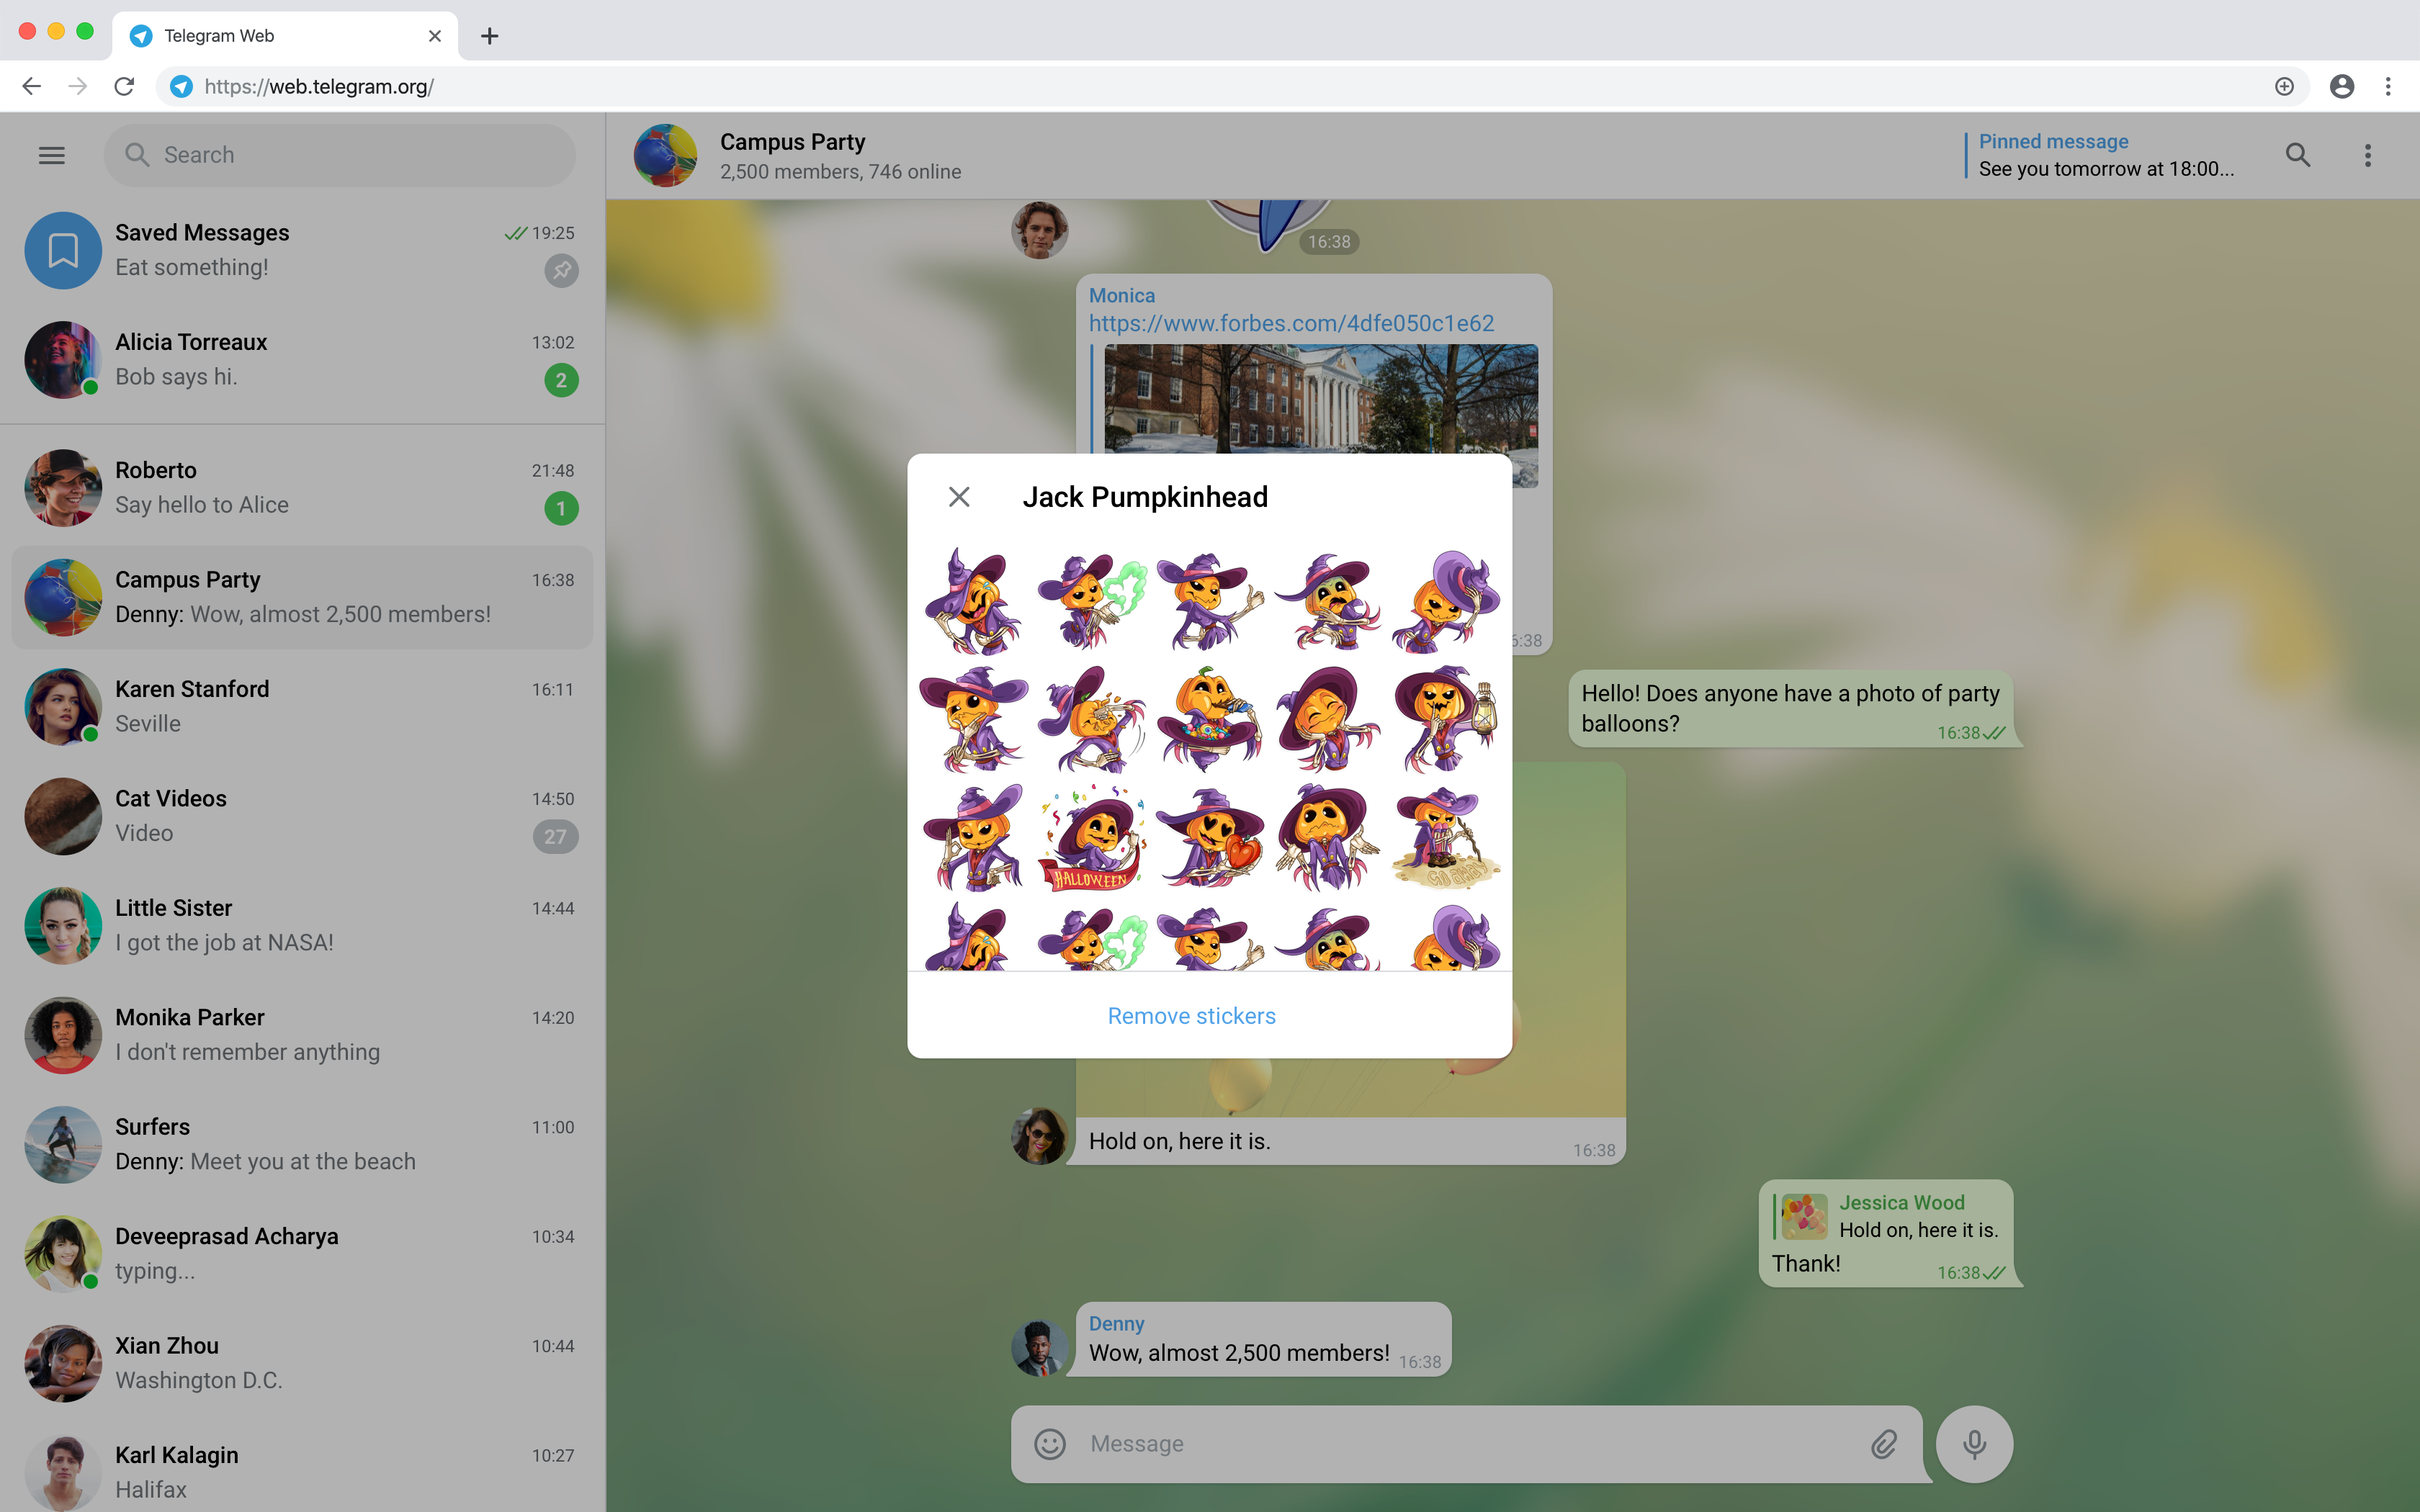 Telegram Web
https://web.telegram.org/
Search
Saved Messages
19:25
Eat something!
Alicia Torreaux
13:02
Bob says hi.
2
Roberto
21:48
Say hello to Alice
1
Campus Party
16:38
Denny: Wow, almost 2,500 members!
Karen Stanford
16:11
Seville
Cat Videos
14:50
Video
27
Little Sister
14:44
I got the job at NASA!
Monika Parker
14:20
I don't remember anything
Surfers
11:00
Denny: Meet you at the beach
Deveeprasad Acharya
10:34
typing...
Xian Zhou
10:44
Washington D.C.
Karl Kalagin
10:27
Halifax
Campus Party
2,500 members, 746 online
Pinned message
See you tomorrow at 18:00...
16:38
Monica
https://www.forbes.com/4dfe050c1e62
Jack Pumpkinhead
HALLOWEEN
GO AWAY
Remove stickers
Hello! Does anyone have a photo of party
balloons?
16:38
Hold on, here it is.
16:38
Jessica Wood
Hold on, here it is.
Thank!
16:38
Denny
Wow, almost 2,500 members!
16:38
Message